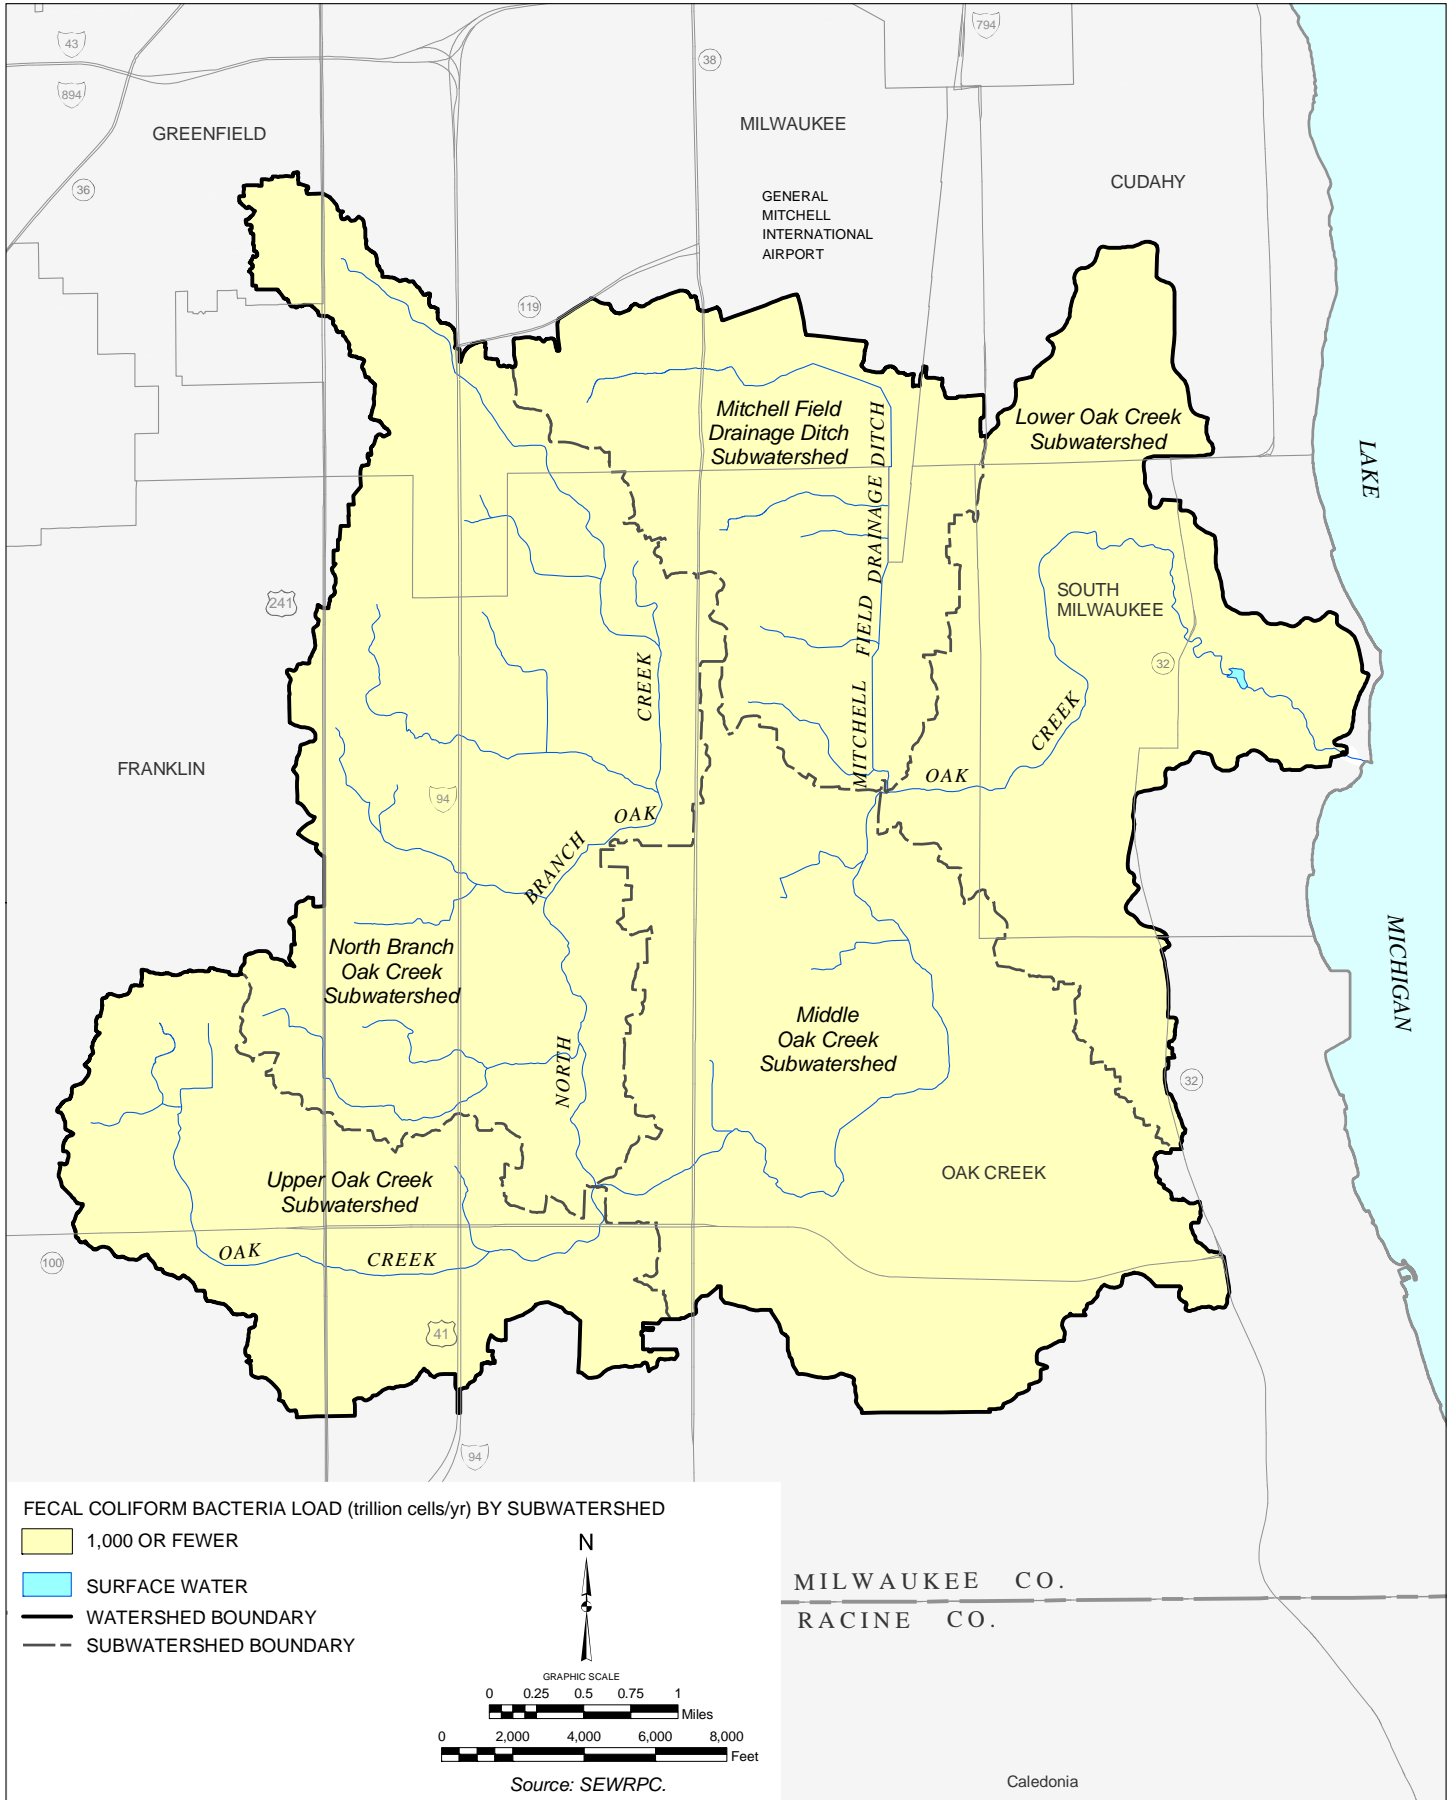 43
894
GREENFIELD
36
38
794
MILWAUKEE
CUDAHY
GENERAL
MITCHELL
INTERNATIONAL
AIRPORT
119
Mitchell Field
Drainage Ditch
Subwatershed
Lower Oak Creek
Subwatershed
LAKE
MICHIGAN
MITCHELL FIELD DRAINAGE DITCH
241
SOUTH
MILWAUKEE
32
CREEK
CREEK
OAK
FRANKLIN
94
OAK
BRANCH
North Branch
Oak Creek
Subwatershed
Middle
Oak Creek
Subwatershed
NORTH
32
Upper Oak Creek
Subwatershed
OAK CREEK
OAK
CREEK
100
41
94
FECAL COLIFORM BACTERIA LOAD (trillion cells/yr) BY SUBWATERSHED
1,000 OR FEWER
SURFACE WATER
WATERSHED BOUNDARY
SUBWATERSHED BOUNDARY
N
GRAPHIC SCALE
0 0.25 0.5 0.75 1
Miles
0 2,000 4,000 6,000 8,000
Feet
Source: SEWRPC.
MILWAUKEE CO.
RACINE CO.
Caledonia